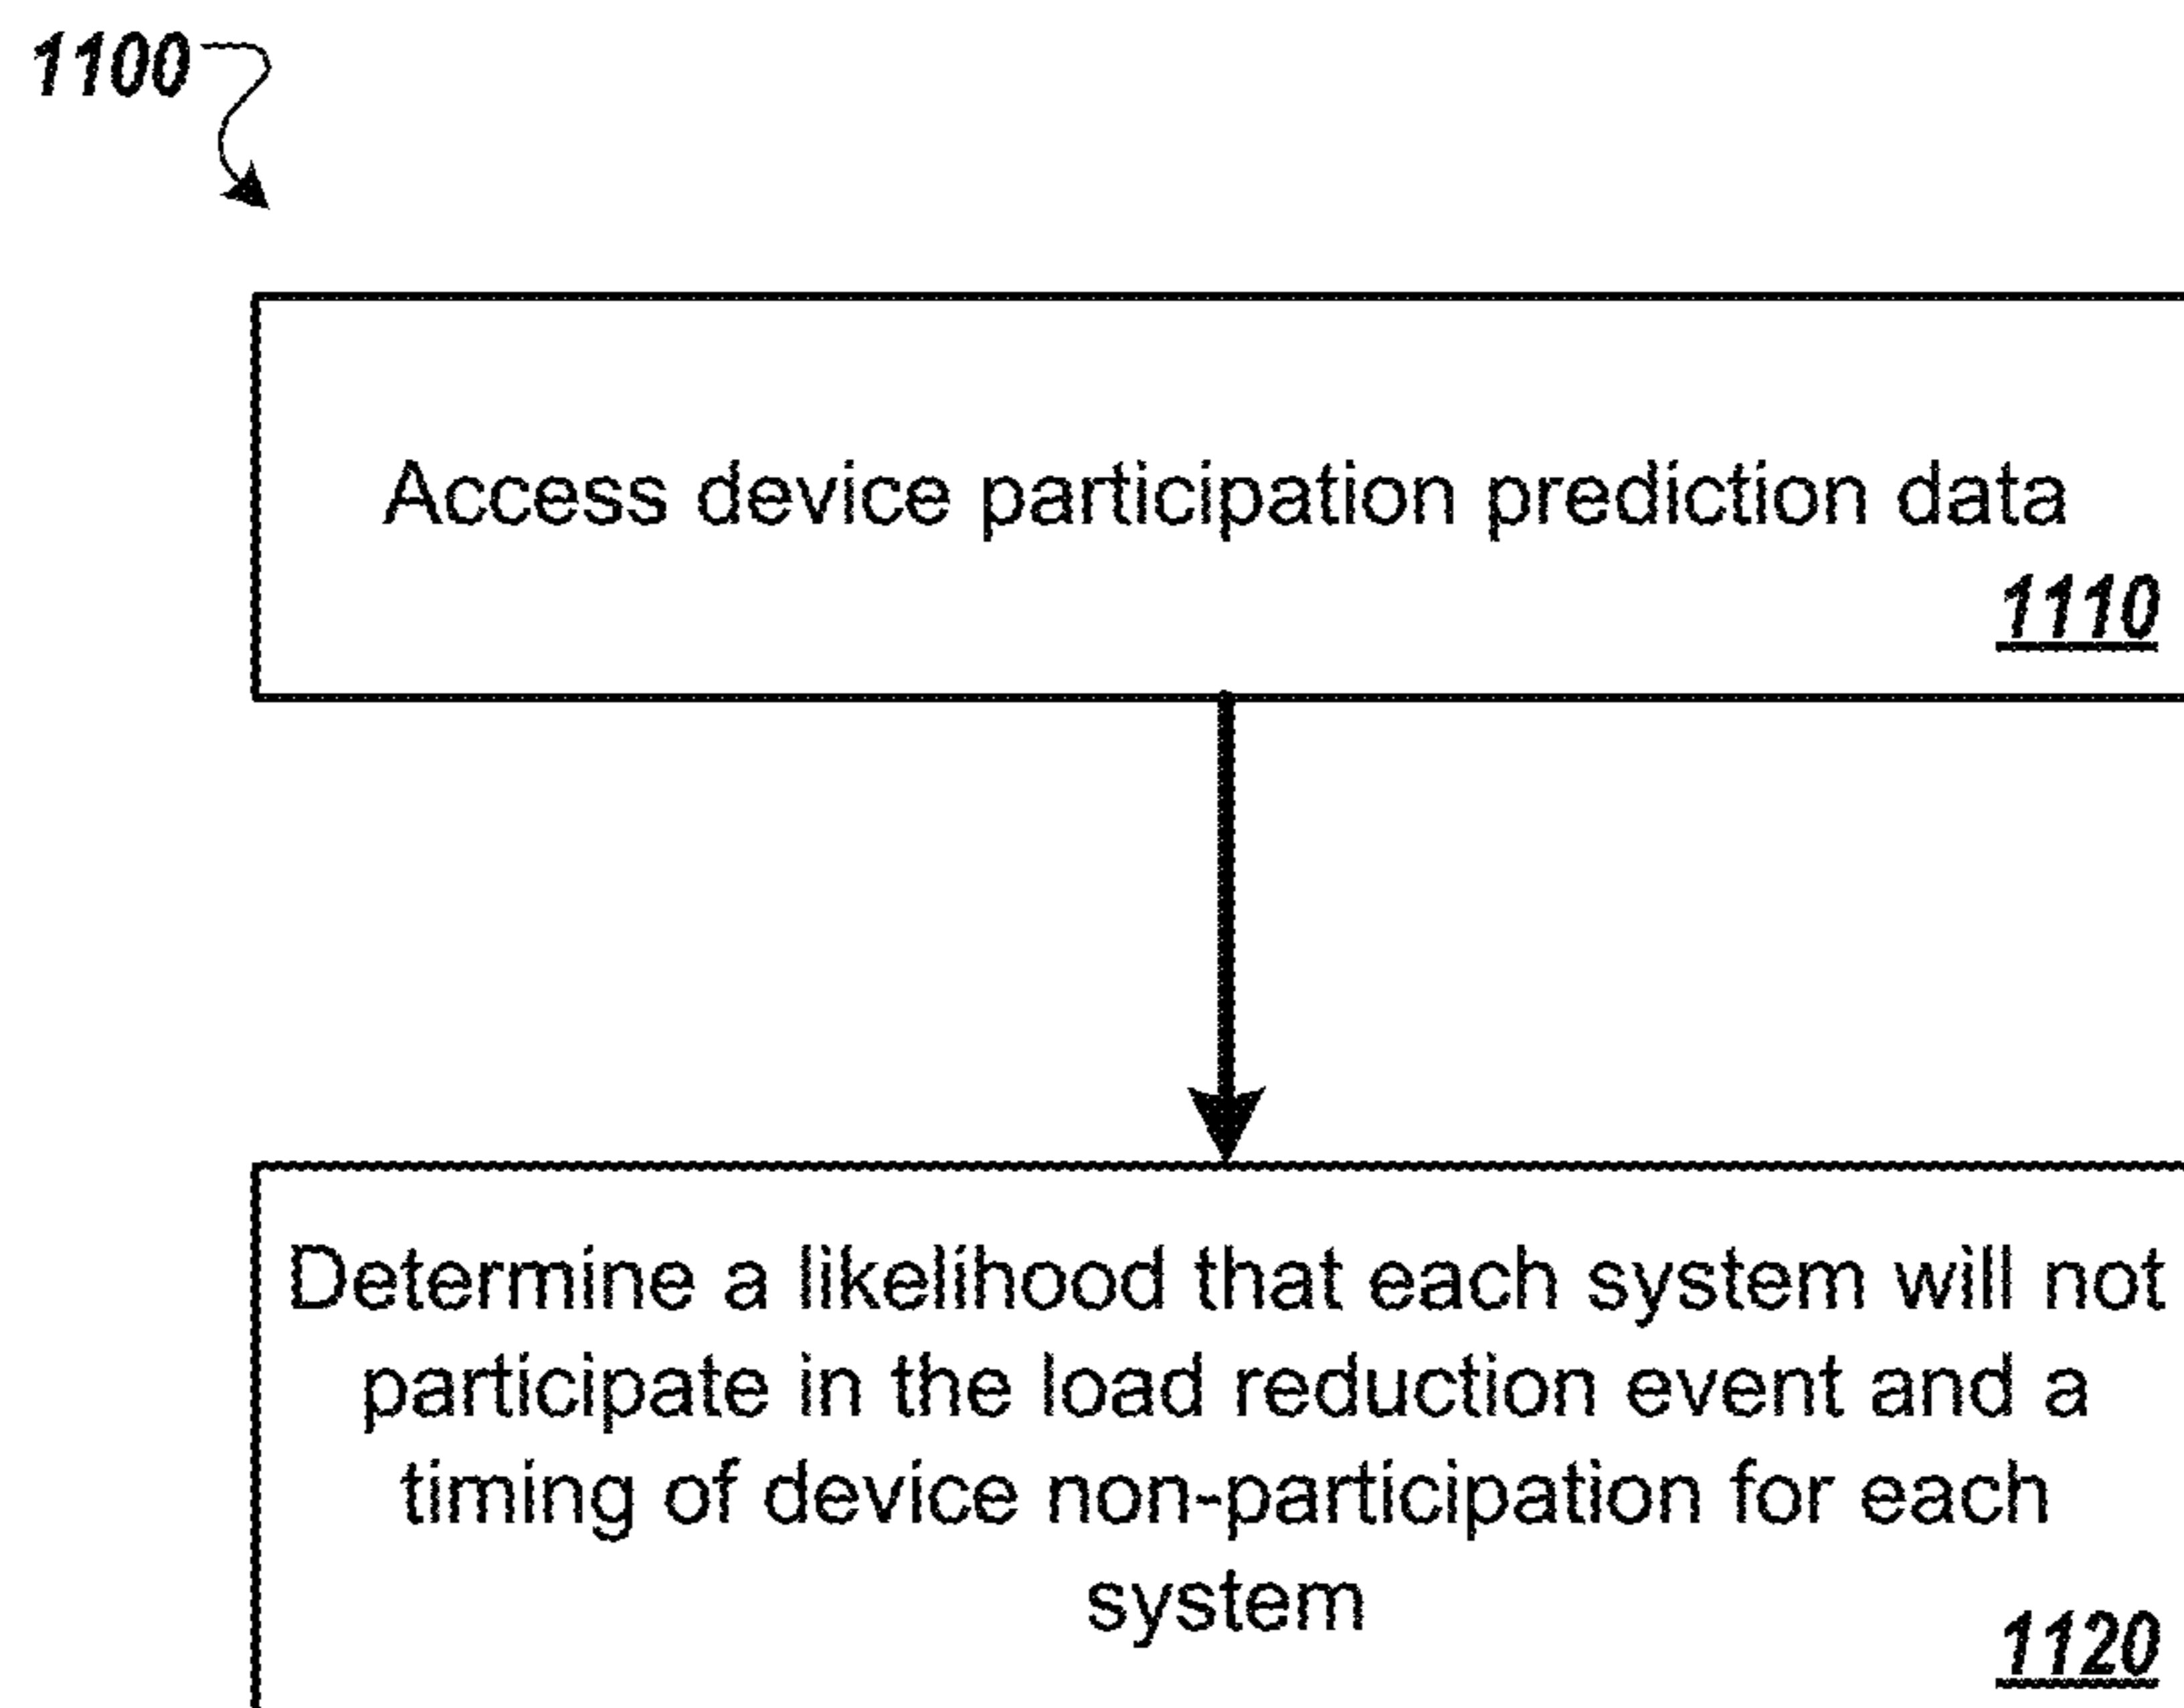 1100
Access device participation prediction data
1110
Determine a likelihood that each system will not
participate in the load reduction event and a
timing of device non-participation for each
system
1120